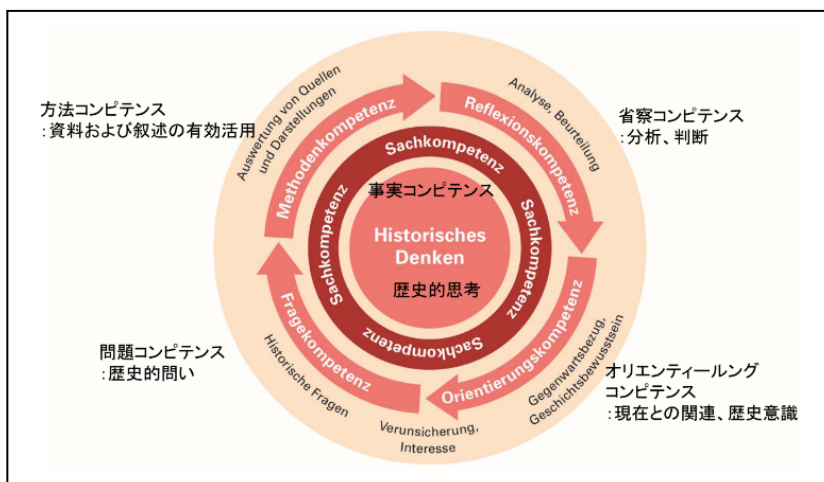 方法コンピテンス
:資料および叙述の有効活用
Auswertung von Quellen
und Darstellungen
Methodenkompetenz
Reflexionskompetenz
Analyse, Beurteilung
省察コンピテンス
:分析、判断
Sachkompetenz
Sachkompetenz
Sachkompetenz
Sachkompetenz
事実コンピテンス
Historisches
Denken
歴史的思考
問題コンピテンス
:歴史的問い
Fragekompetenz
Historische Fragen
Orientierungskompetenz
Verunsicherung,
Interesse
Gegenwartsbezug,
Geschichtsbewusstsein
オリエンティールング
コンピテンス
:現在との関連、歴史意識